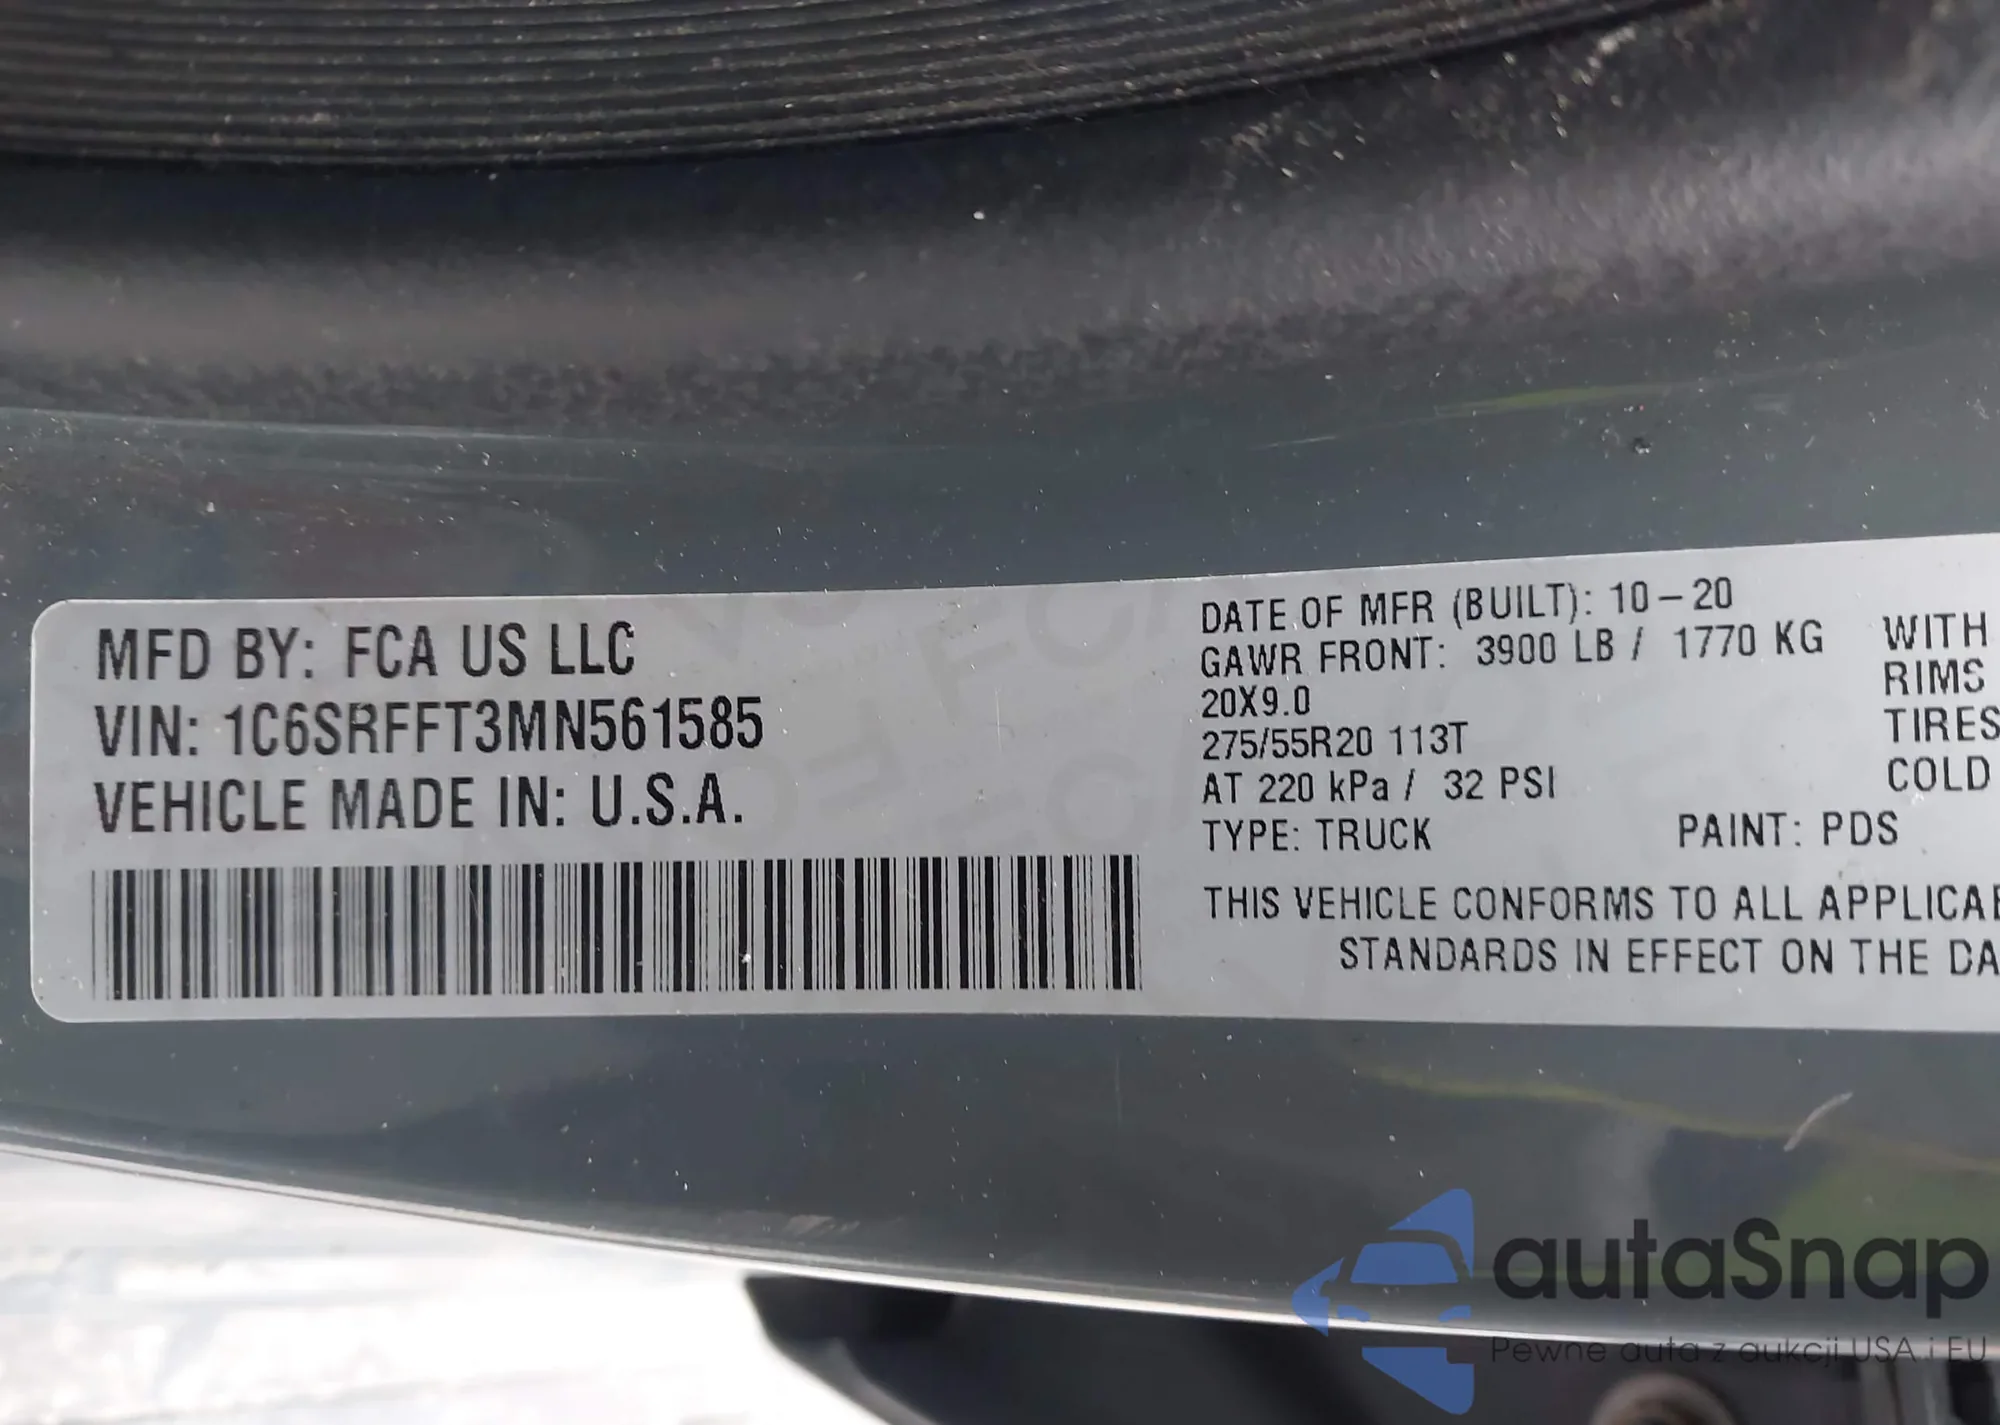 MFD BY: FCA US LLC
VIN: 1C6SRFFT3MN561585
VEHICLE MADE IN: U.S.A.
DATE OF MFR (BUILT): 10-20
GAWR FRONT: 3900 LB / 1770 KG WITH
20X9.0 RIMS
275/55R20 113T TIRES
AT 220 kPa / 32 PSI COLD
TYPE: TRUCK PAINT: PDS
THIS VEHICLE CONFORMS TO ALL
STANDARDS IN EFFECT ON THE
autaSnap
Pewne auta z aukcji USA i EU